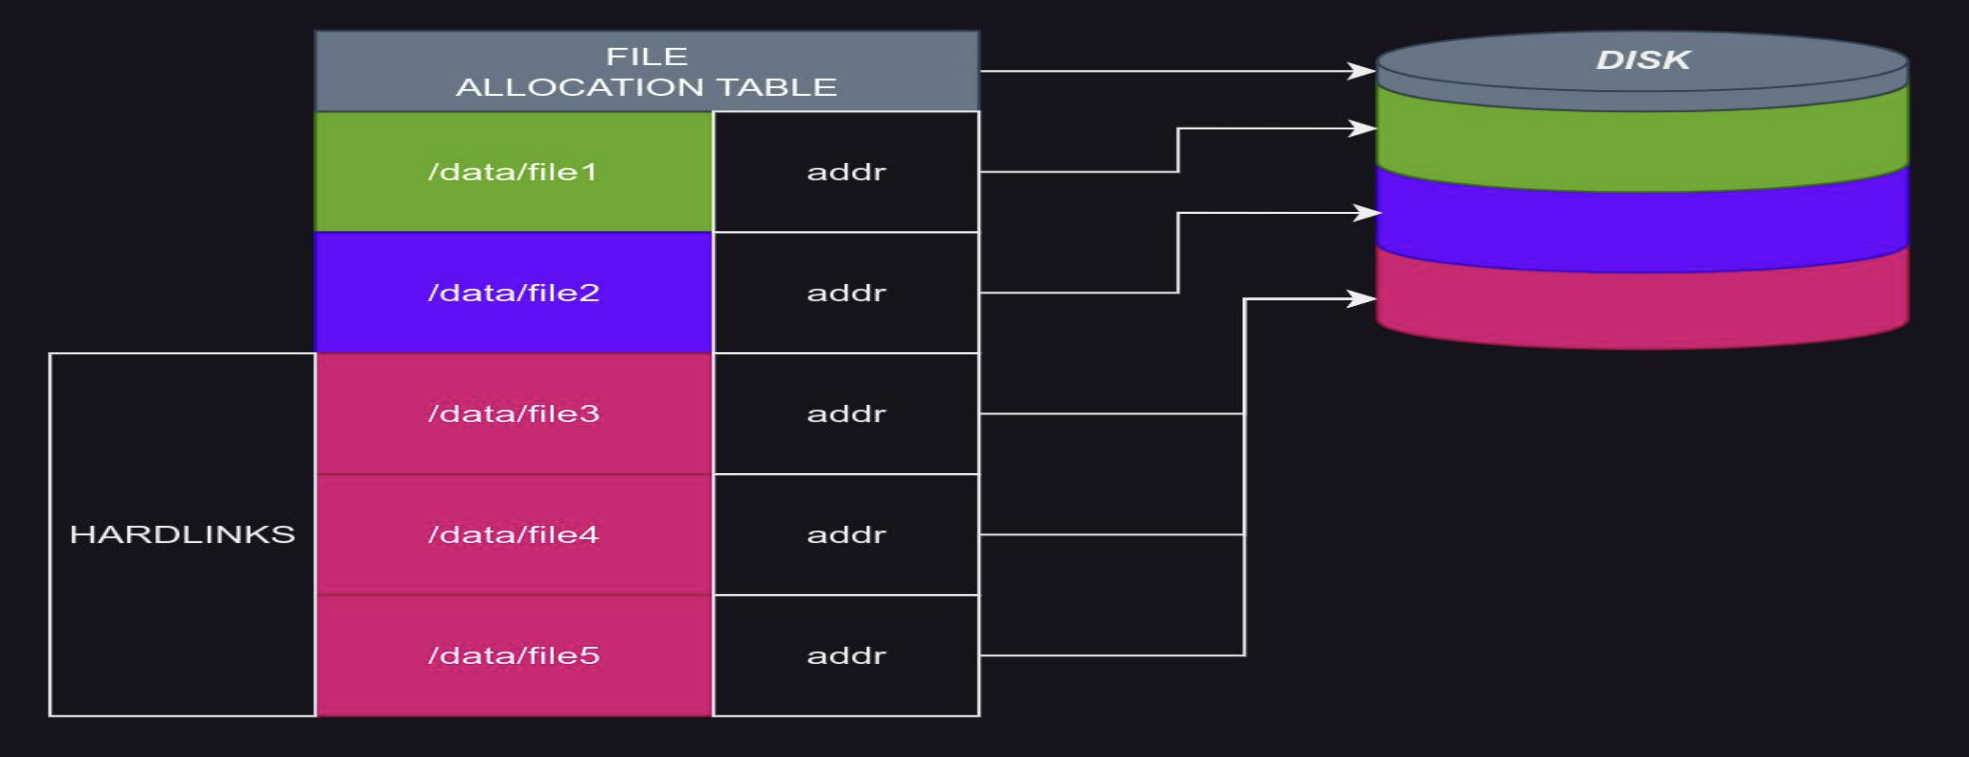 FILE
ALLOCATION TABLE
DISK
/data/file1
addr
/data/file2
addr
HARDLINKS
/data/file3
addr
/data/file4
addr
/data/file5
addr